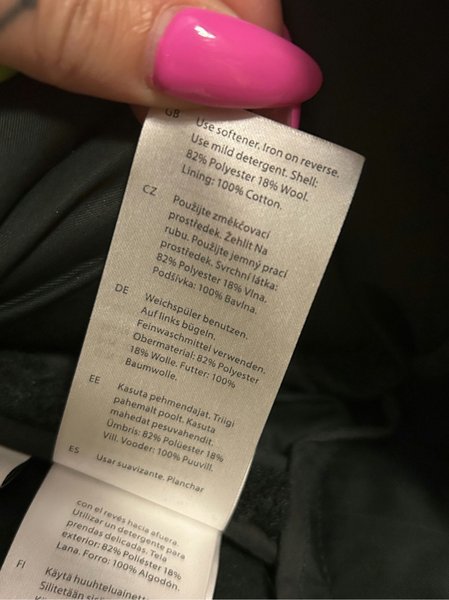 GB Use softener. Iron on reverse.
Use mild detergent. Shell:
82% Polyester 18% Wool.
Lining: 100% Cotton.
CZ Použijte změkčovací
prostředek. Žehlit Na
rubu. Použijte jemný prací
prostředek. Svrchní látka:
82% Polyester 18% Vlna.
Podšívka: 100% Bavlna.
DE Weichspüler benutzen.
Auf links bügeln.
Feinwaschmittel verwenden.
Obermaterial: 82% Polyester
18% Wolle. Futter: 100%
Baumwolle.
EE Kasuta pehmendajat. Triigi
pahemalt poolt. Kasuta
mahedat pesuvahendit.
Ümbris: 82% Polüester 18%
Vill. Vooder: 100% Puuvill.
ES Usar suavizante. Planchar
con el revés hacia afuera.
Utilizar un detergente para
prendas delicadas. Tela
exterior: 82% Poliéster 18%
Lana. Forro: 100% Algodón.
FI Käytä huuhteluainetta